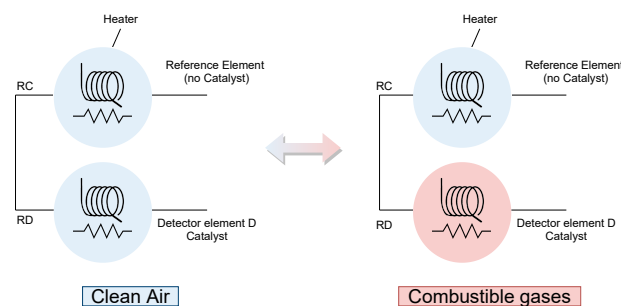 Heater
Reference Element
(no Catalyst)
RC
RD
Detector element D
Catalyst
Clean Air
Heater
Reference Element
(no Catalyst)
RC
RD
Detector element D
Catalyst
Combustible gases